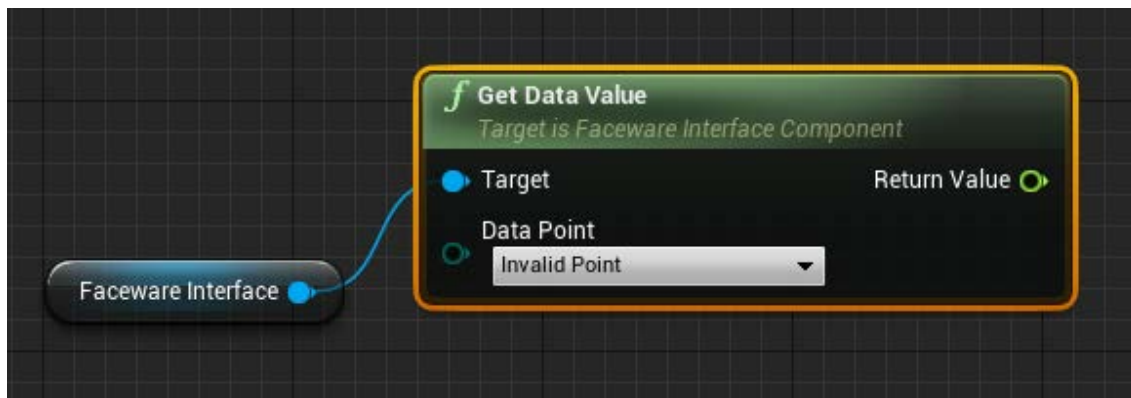 f Get Data Value
Target is Faceware Interface Component
Target
Return Value
Data Point
Invalid Point
Faceware Interface